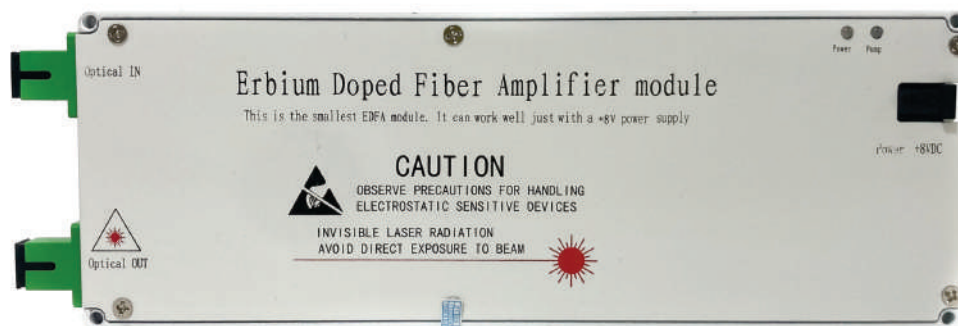 Optical IN
Power Pump
Erbium Doped Fiber Amplifier module
This is the smallest EDFA module. It can work well just with a +8V power supply
Power +8VDC
CAUTION
OBSERVE PRECAUTIONS FOR HANDLING
ELECTROSTATIC SENSITIVE DEVICES
INVISIBLE LASER RADIATION
AVOID DIRECT EXPOSURE TO BEAM
Optical OUT